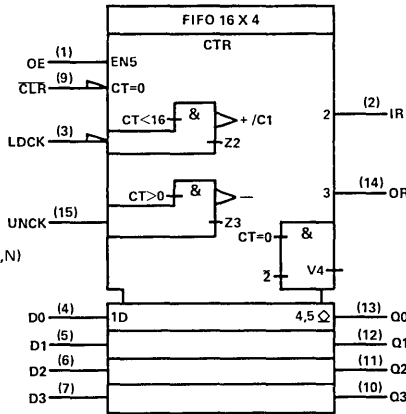 FIFO 16 X 4
CTR
OE (1) EN5
CLR (9) CT=0
CT<16 & + /C1
LDCK (3) Z2
2 (2) IR
CT>0 & −
UNCK (15) Z3
3 (14) OR
CT=0 &
,N)
2 V4
D0 (4) 1D 4,5 (13) Q0
D1 (5) (12) Q1
D2 (6) (11) Q2
D3 (7) (10) Q3